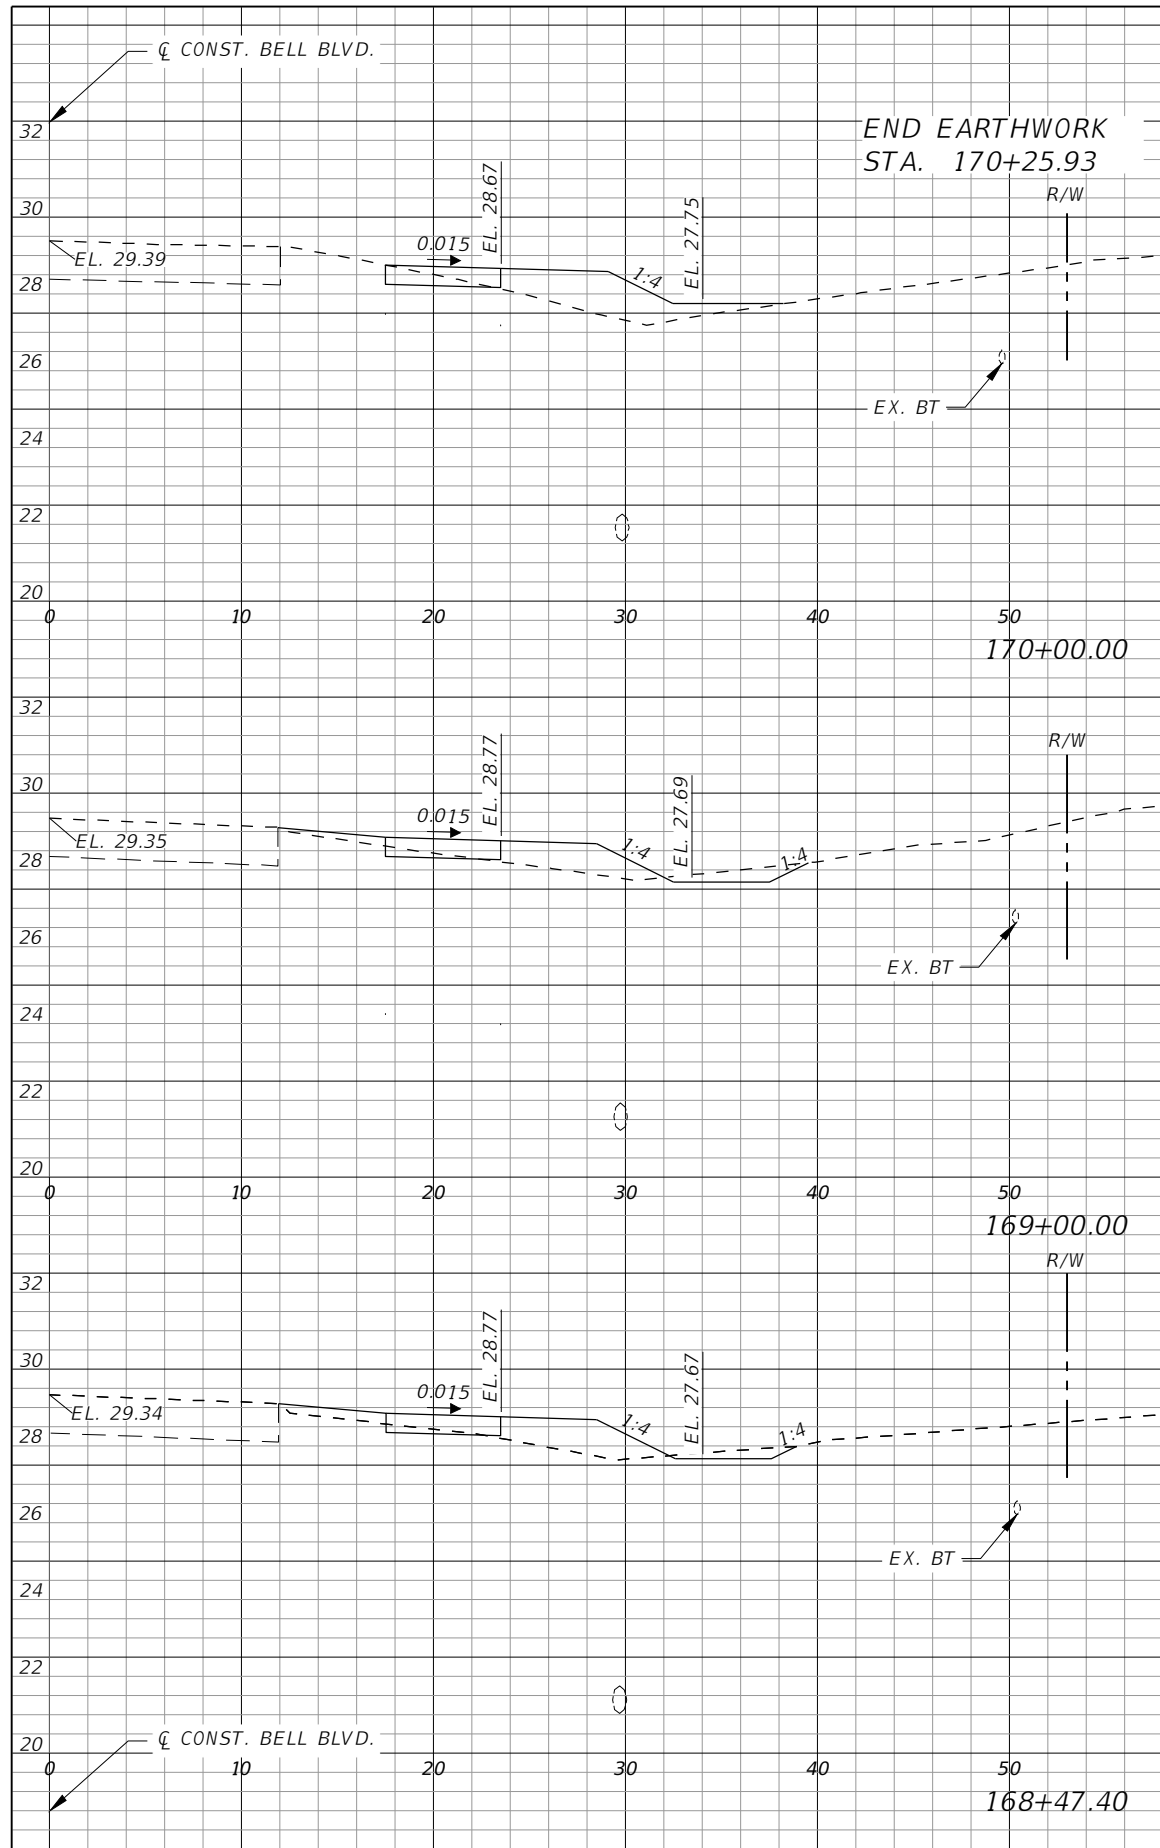 ℄ CONST. BELL BLVD.
32
END EARTHWORK
STA. 170+25.93
R/W
30
EL. 28.67
EL. 27.75
0.015
EL. 29.39
1:4
28
26
EX. BT
24
22
20
0 10 20 30 40 50
170+00.00
32
R/W
30
EL. 28.77
EL. 27.69
0.015
EL. 29.35
1:4
1:4
28
26
EX. BT
24
22
20
0 10 20 30 40 50
169+00.00
R/W
32
30
EL. 28.77
EL. 27.67
0.015
EL. 29.34
1:4
1:4
28
26
EX. BT
24
22
20
℄ CONST. BELL BLVD.
0 10 20 30 40 50
168+47.40